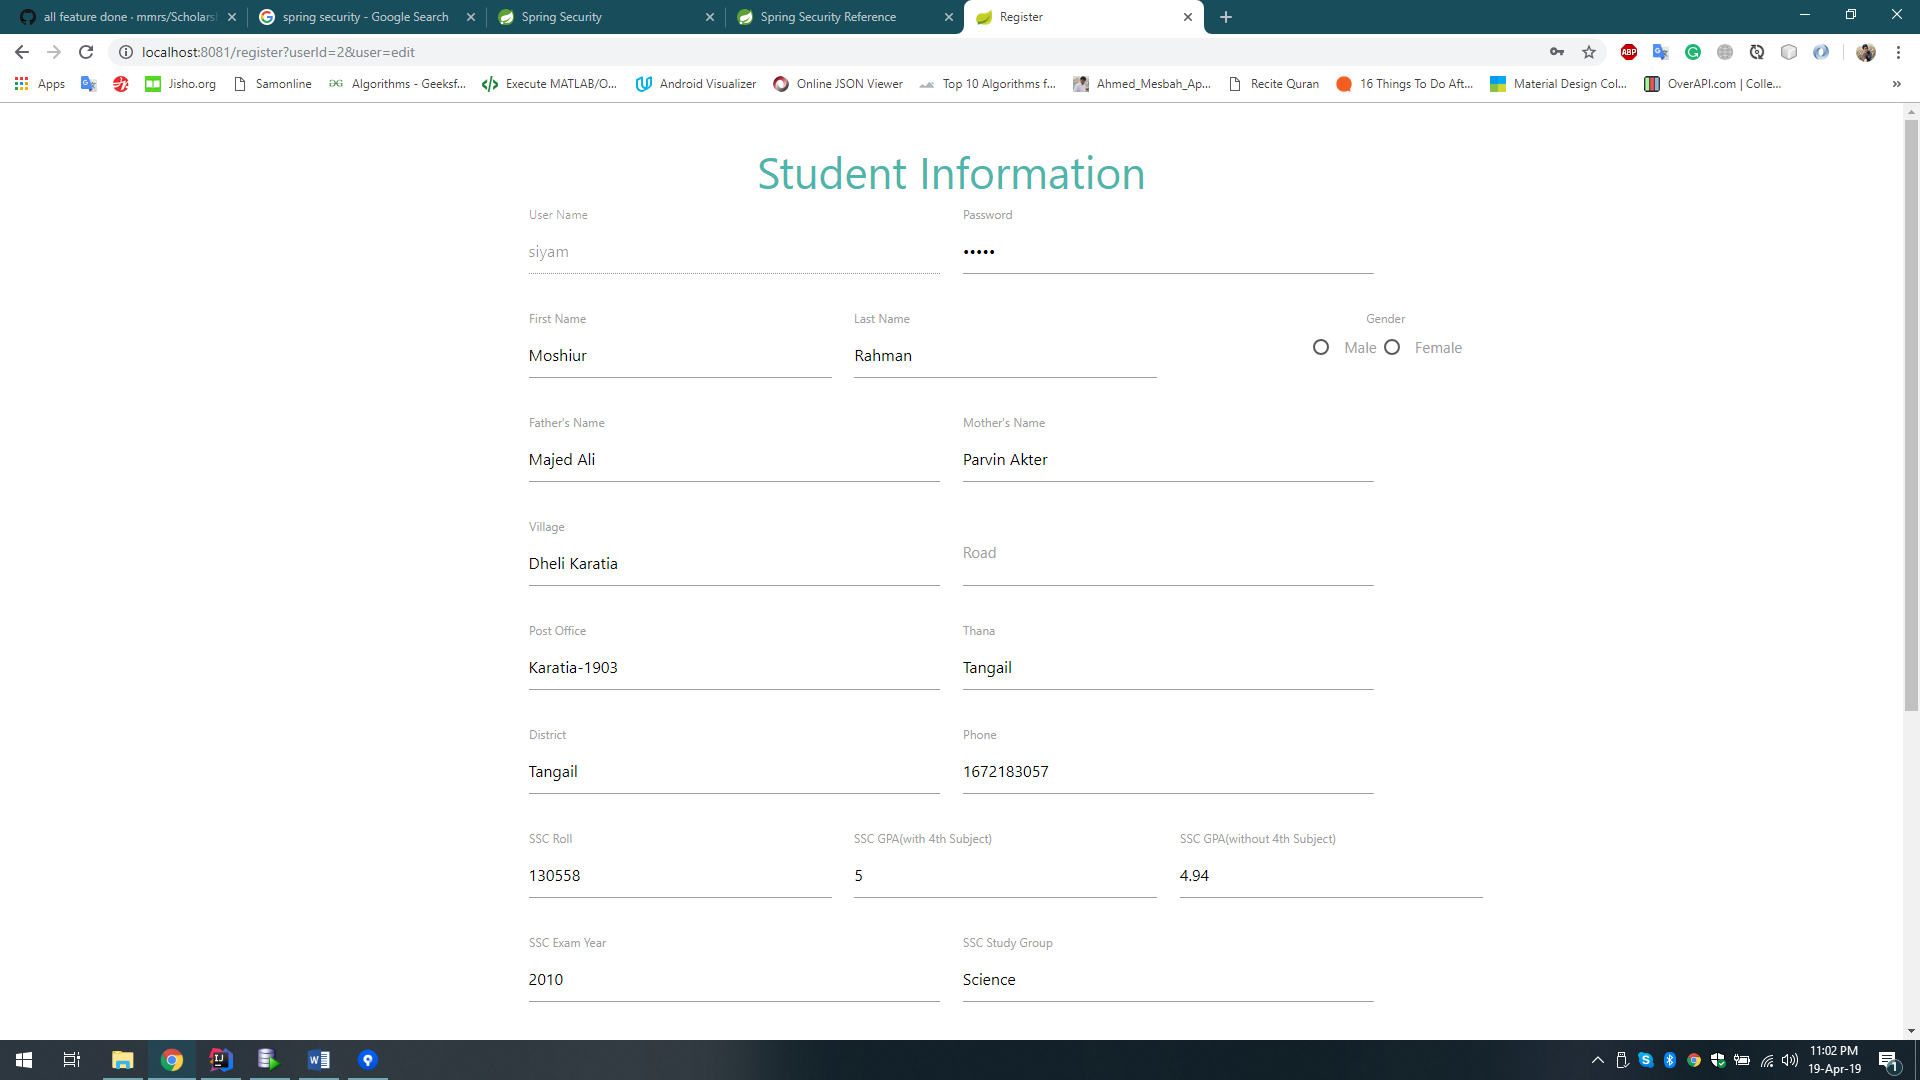 all feature done · mmrs/Scholars
spring security - Google Search
Spring Security
Spring Security Reference
Register
localhost:8081/register?userId=2&user=edit
ABP
Apps
Jisho.org
Samonline
Algorithms - Geeksf...
Execute MATLAB/O...
Android Visualizer
Online JSON Viewer
Top 10 Algorithms f...
Ahmed_Mesbah_Ap...
Recite Quran
16 Things To Do Aft...
Material Design Col...
OverAPI.com | Colle...
»
Student Information
User Name
Password
siyam
•••••
First Name
Last Name
Gender
Moshiur
Rahman
Male
Female
Father's Name
Mother's Name
Majed Ali
Parvin Akter
Village
Dheli Karatia
Road
Post Office
Thana
Karatia-1903
Tangail
District
Phone
Tangail
1672183057
SSC Roll
SSC GPA(with 4th Subject)
SSC GPA(without 4th Subject)
130558
5
4.94
SSC Exam Year
SSC Study Group
2010
Science
11:02 PM
19-Apr-19
1